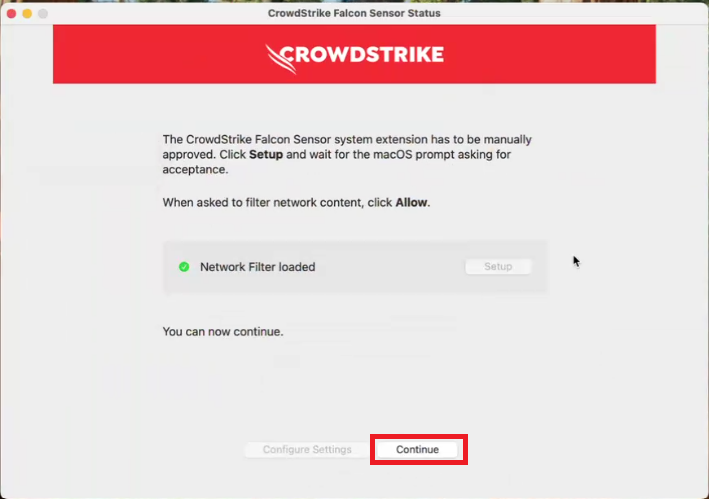 CrowdStrike Falcon Sensor Status
CROWDSTRIKE
The CrowdStrike Falcon Sensor system extension has to be manually
approved. Click Setup and wait for the macOS prompt asking for
acceptance.
When asked to filter network content, click Allow.
Network Filter loaded
Setup
You can now continue.
Configure Settings
Continue